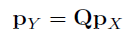 p_Y = Qp_X